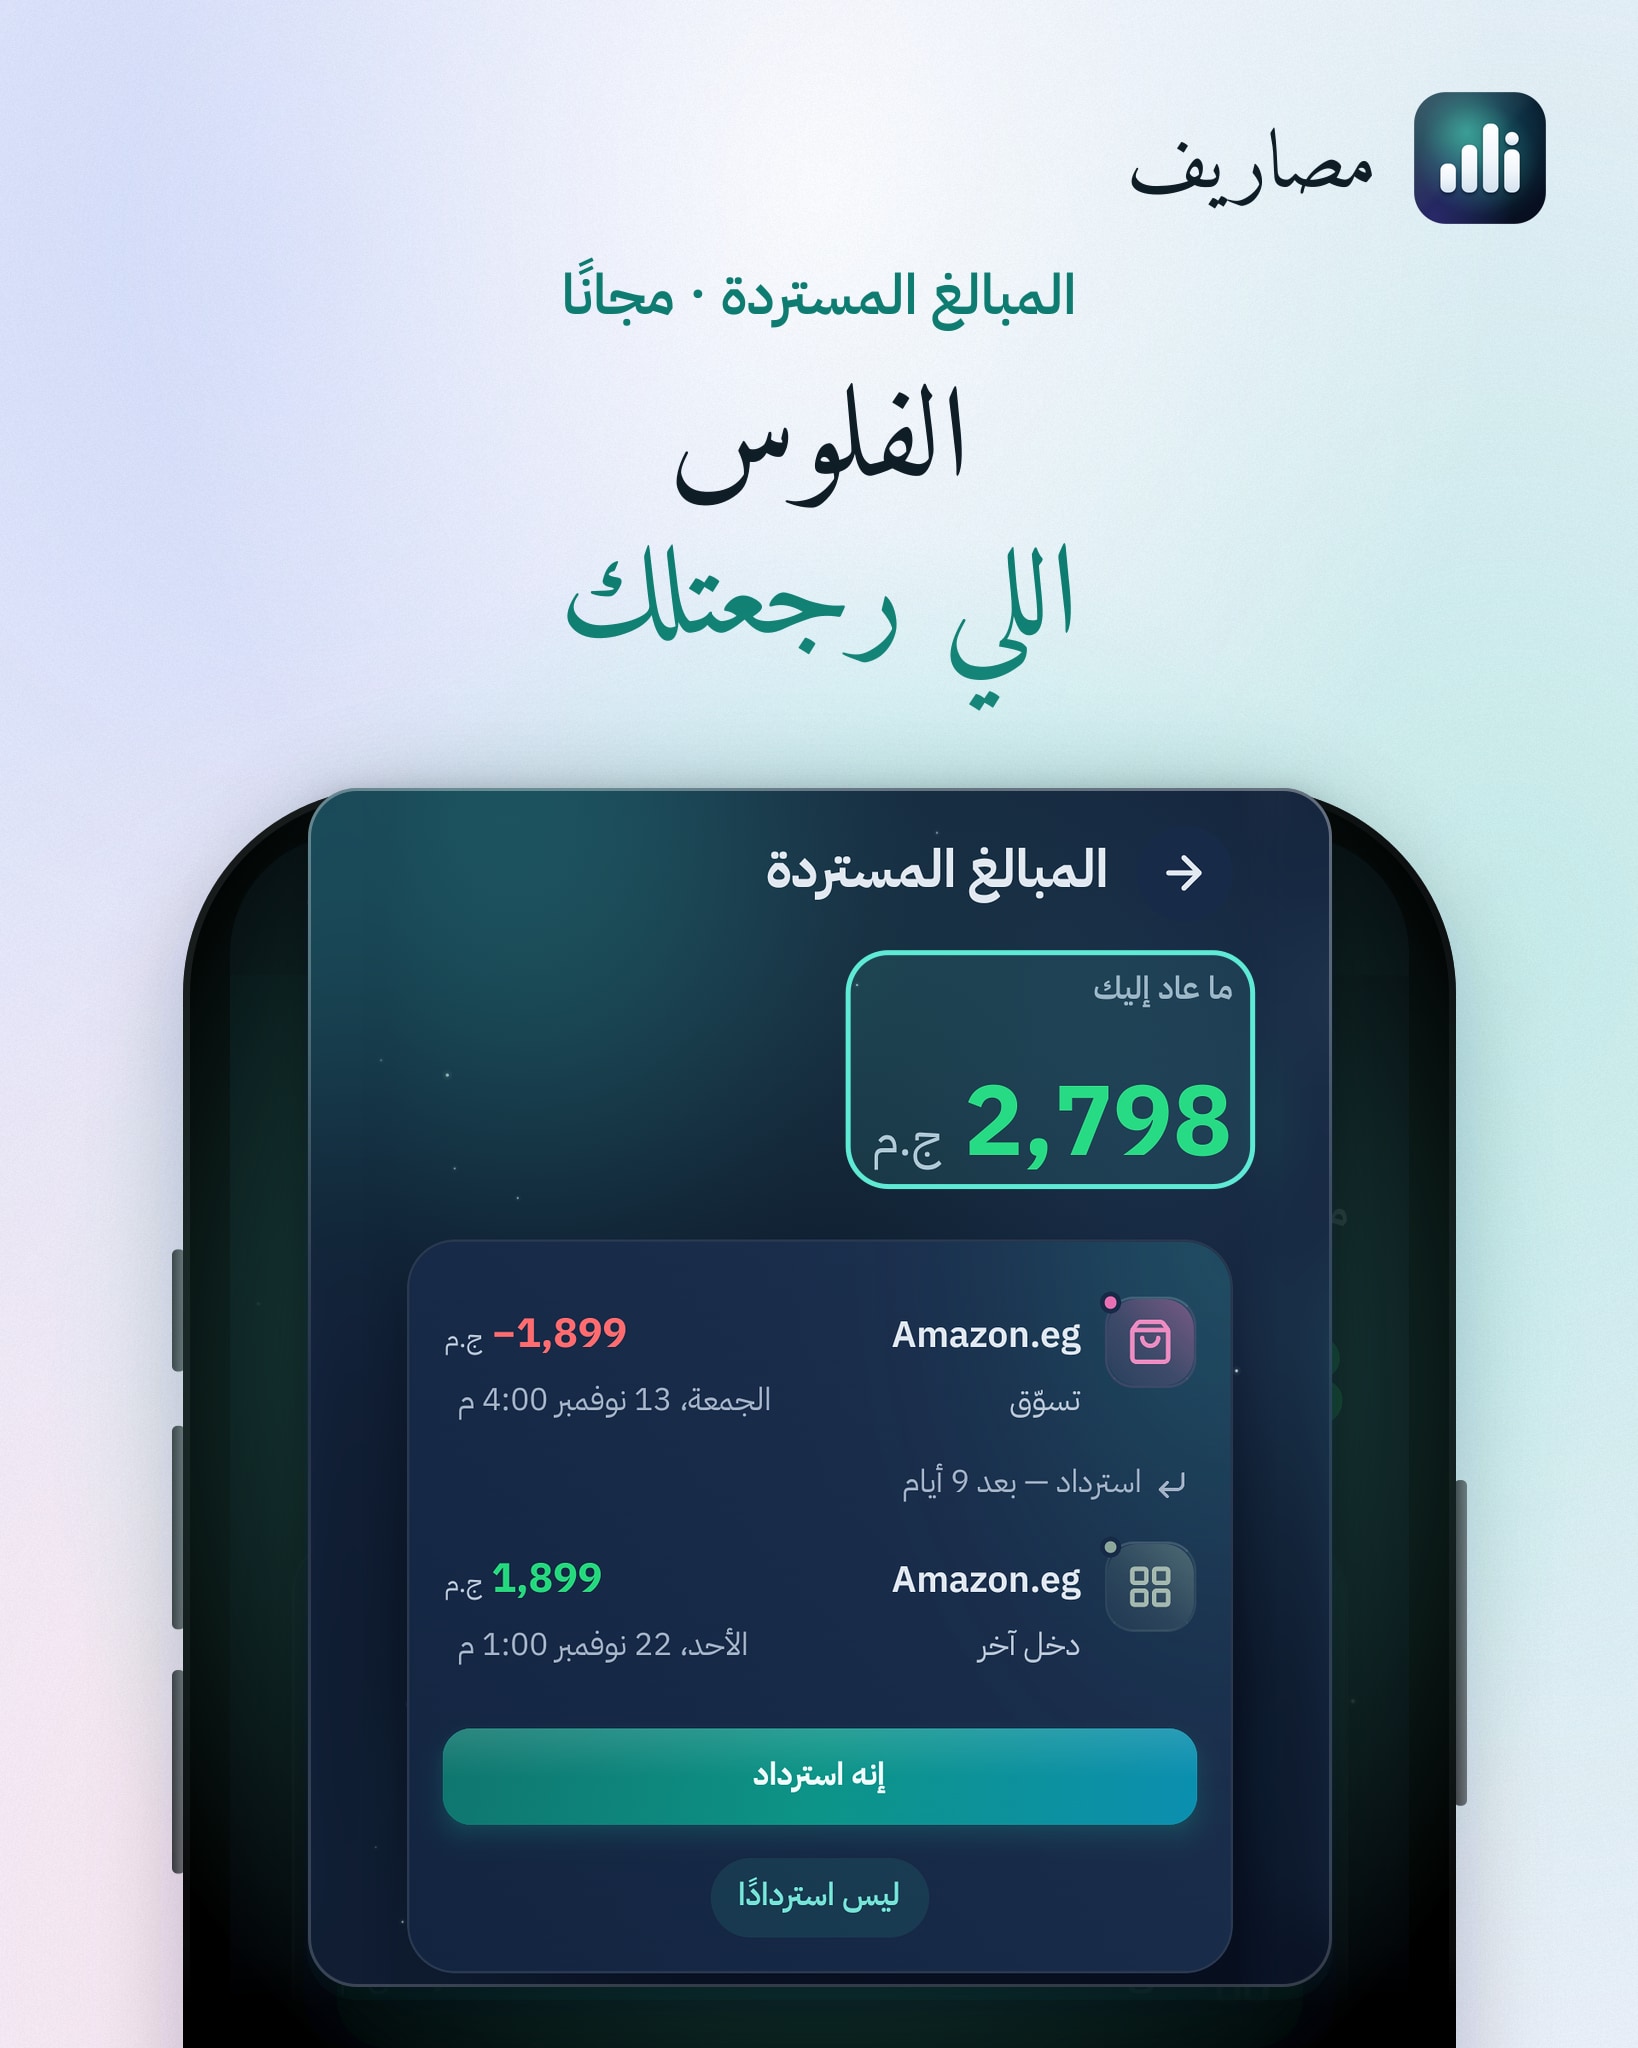 مصاريف
المبالغ المستردة · مجانًا
الفلوس
اللي رجعتلك
المبالغ المستردة
ما عاد إليك
2,798 ج.م
Amazon.eg −1,899 ج.م
تسوّق الجمعة، 13 نوفمبر 4:00 م
استرداد — بعد 9 أيام
Amazon.eg 1,899 ج.م
دخل آخر الأحد، 22 نوفمبر 1:00 م
إنه استرداد
ليس استردادًا